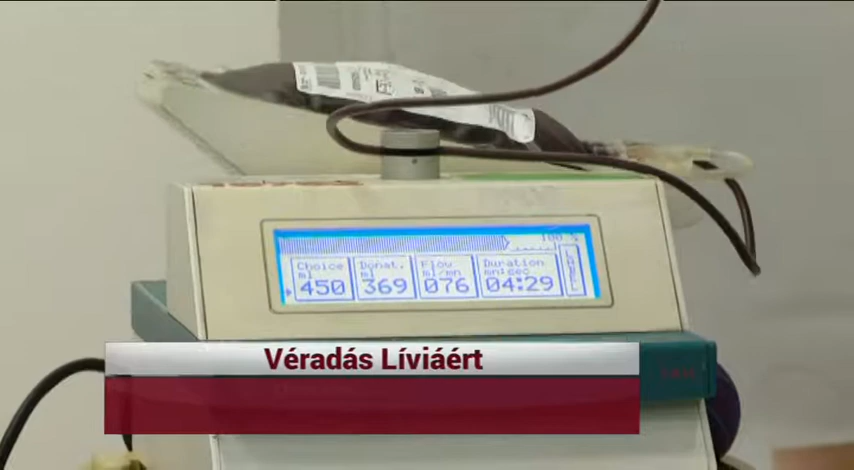 100 %
Choice Donat. Flow Duration
ml ml ml/mn mn:sec
450 369 076 04:29
Véradás Líviáért